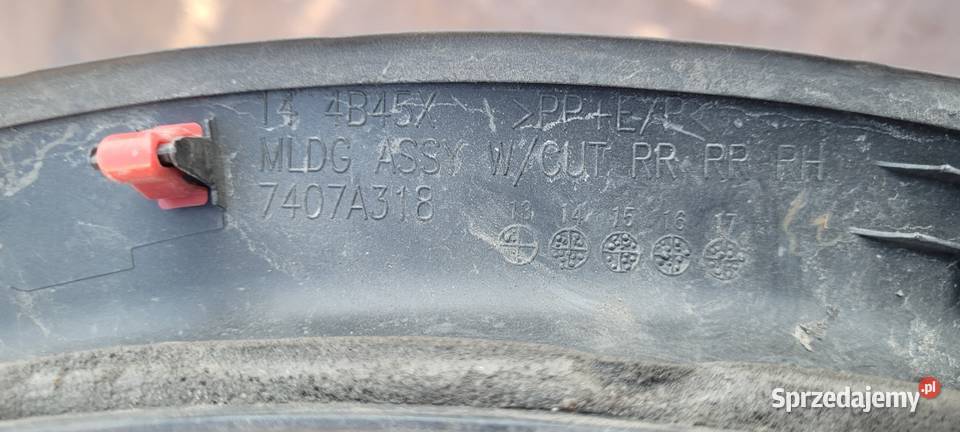 14 4B45X >PP+E/P<
MLDG ASSY W/CUT RR RR RH
7407A318
13 14 15 16 17
Sprzedajemy.pl